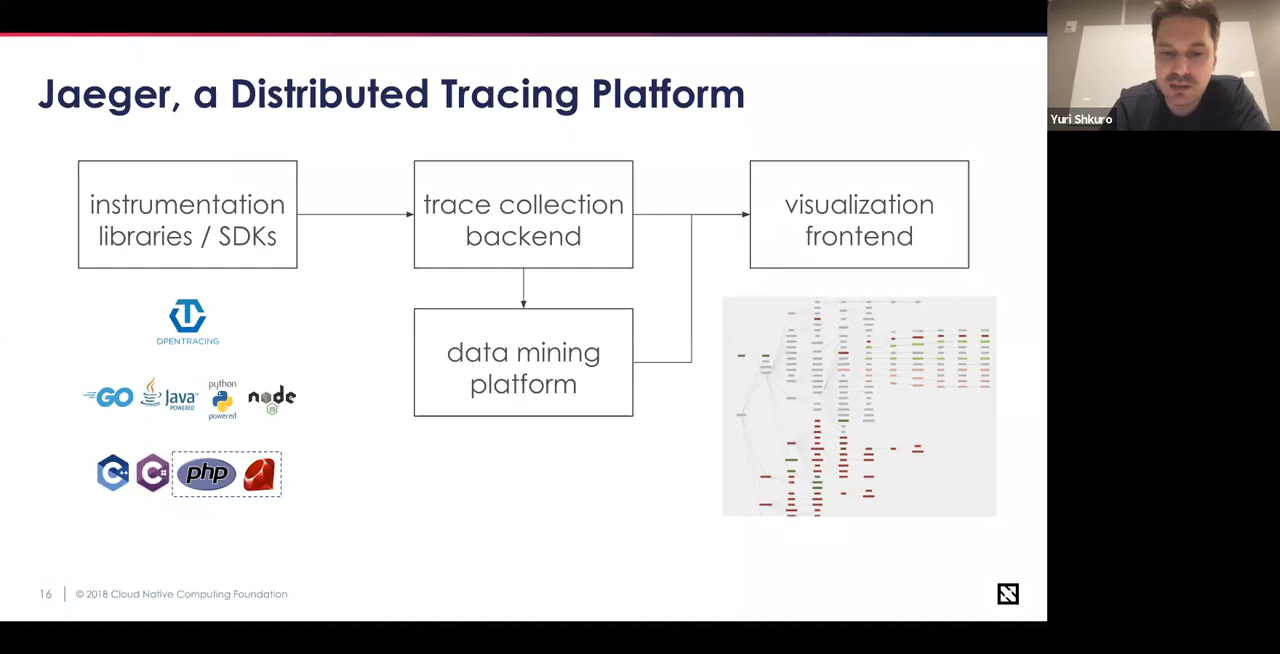 Jaeger, a Distributed Tracing Platform
Yuri Shkuro
instrumentation
libraries / SDKs
trace collection
backend
visualization
frontend
data mining
platform
OPENTRACING
GO
Java
POWERED
python
powered
node
JS
C++
C#
php
16
© 2018 Cloud Native Computing Foundation